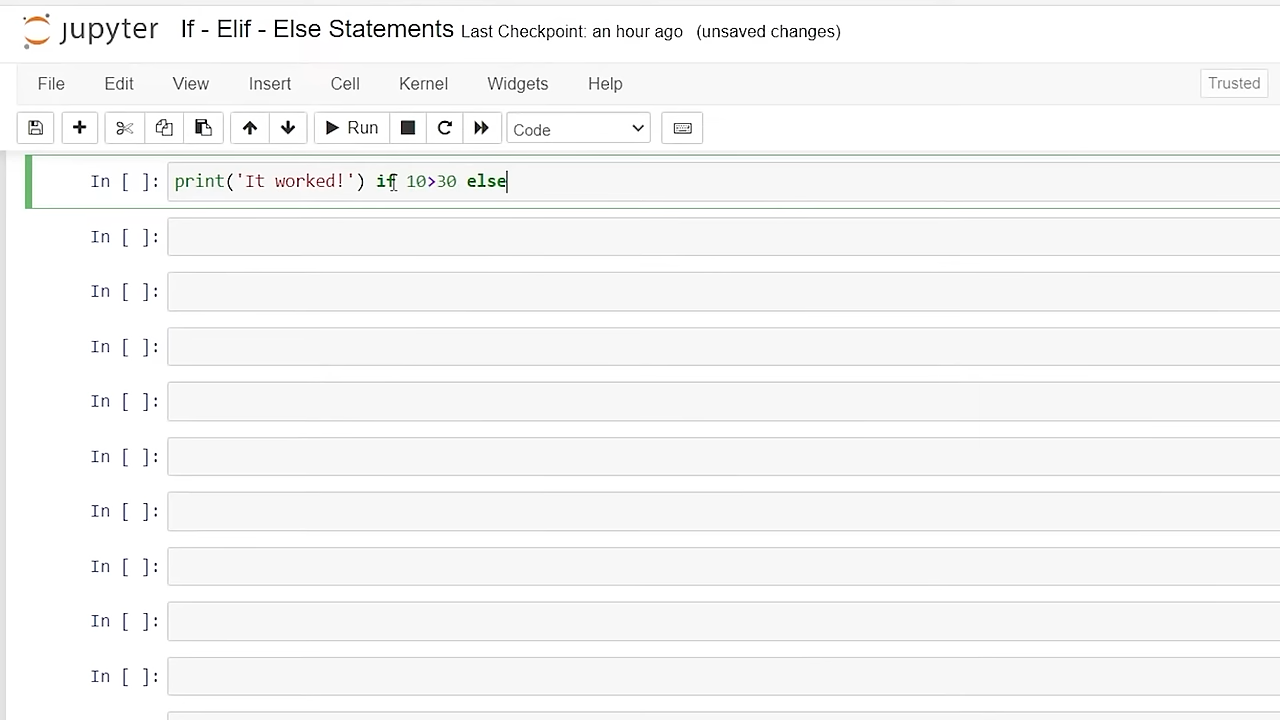 jupyter If - Elif - Else Statements Last Checkpoint: an hour ago (unsaved changes)
File Edit View Insert Cell Kernel Widgets Help Trusted
Run Code
In [ ]: print('It worked!') if 10>30 else
In [ ]:
In [ ]:
In [ ]:
In [ ]:
In [ ]:
In [ ]:
In [ ]:
In [ ]:
In [ ]: